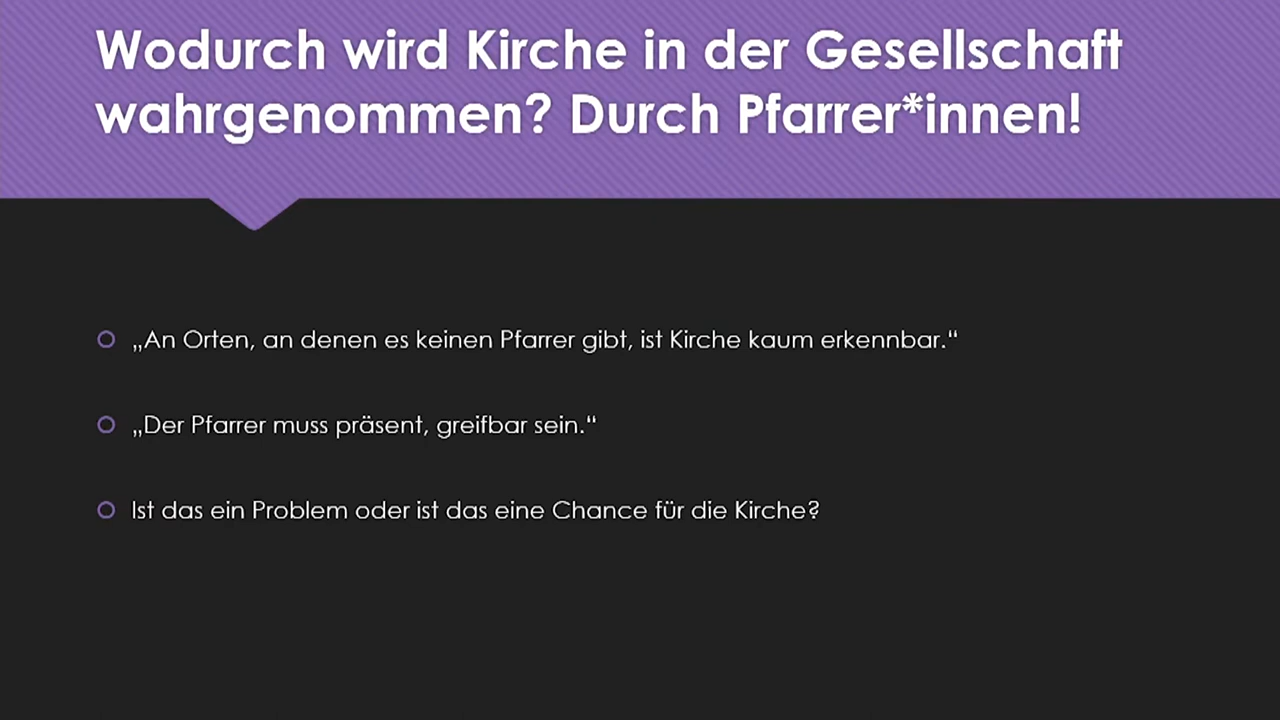 Wodurch wird Kirche in der Gesellschaft
wahrgenommen? Durch Pfarrer*innen!
„An Orten, an denen es keinen Pfarrer gibt, ist Kirche kaum erkennbar.“
„Der Pfarrer muss präsent, greifbar sein.“
Ist das ein Problem oder ist das eine Chance für die Kirche?